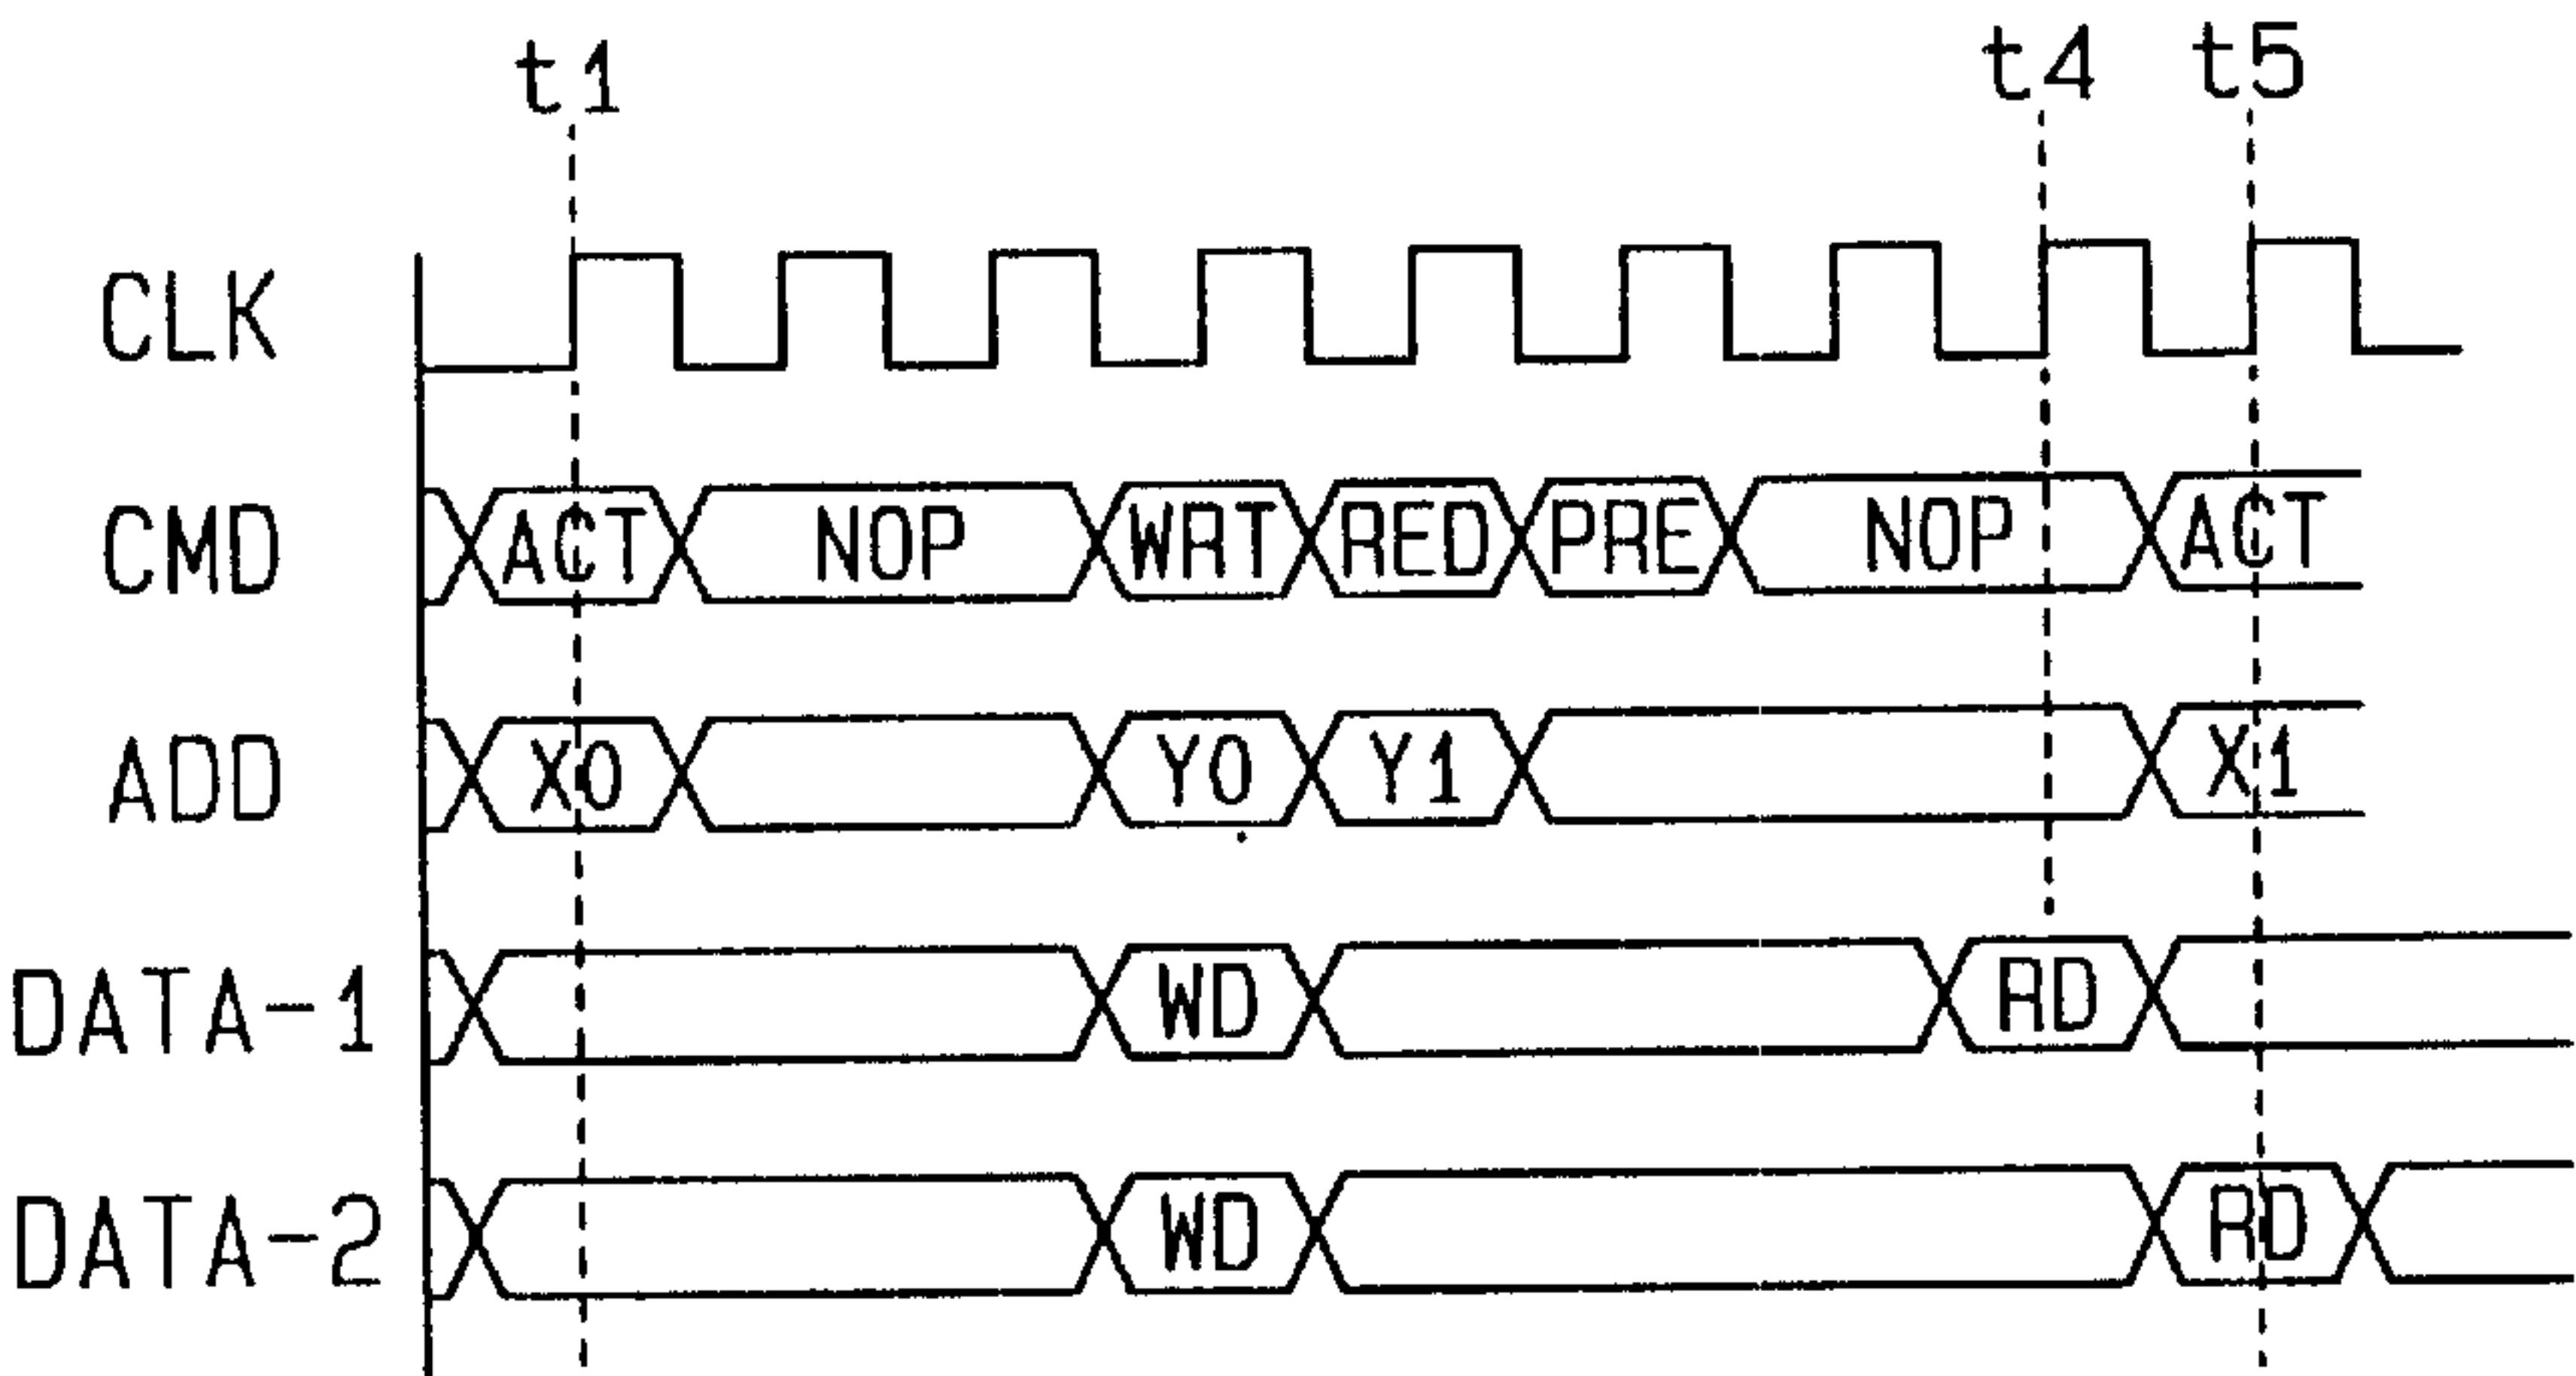 t1 t4 t5
CLK
CMD ACT NOP WRT RED PRE NOP ACT
ADD X0 Y0 Y1 X1
DATA-1 WD RD
DATA-2 WD RD